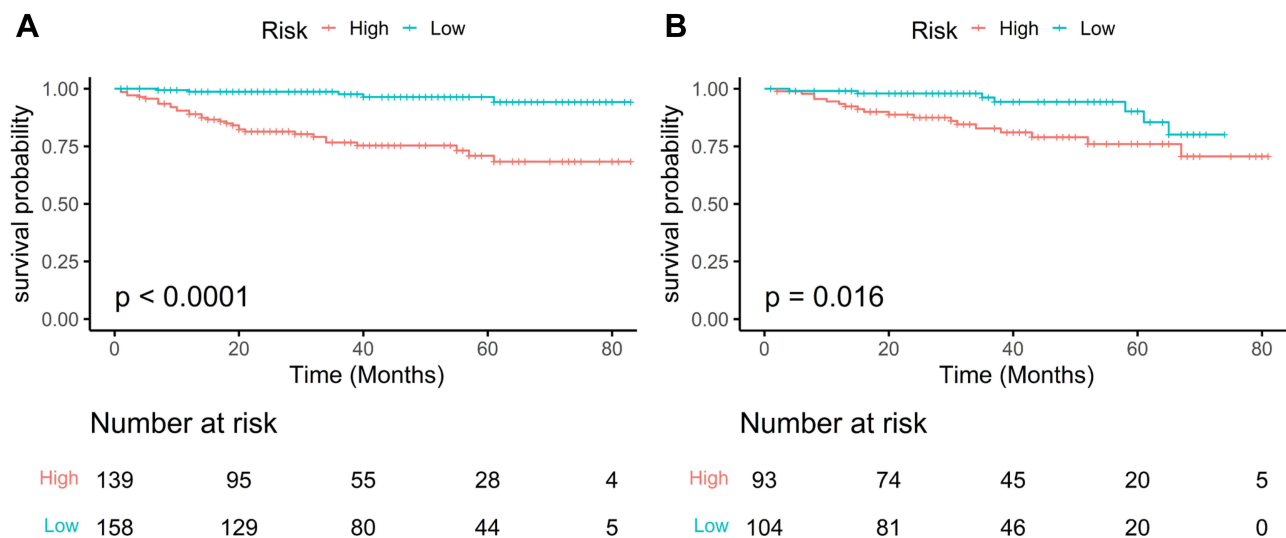 A
Risk High Low
1.00
0.75
0.50
0.25
0.00
survival probability
p < 0.0001
0 20 40 60 80
Time (Months)
Number at risk
High 139 95 55 28 4
Low 158 129 80 44 5
B
Risk High Low
1.00
0.75
0.50
0.25
0.00
survival probability
p = 0.016
0 20 40 60 80
Time (Months)
Number at risk
High 93 74 45 20 5
Low 104 81 46 20 0